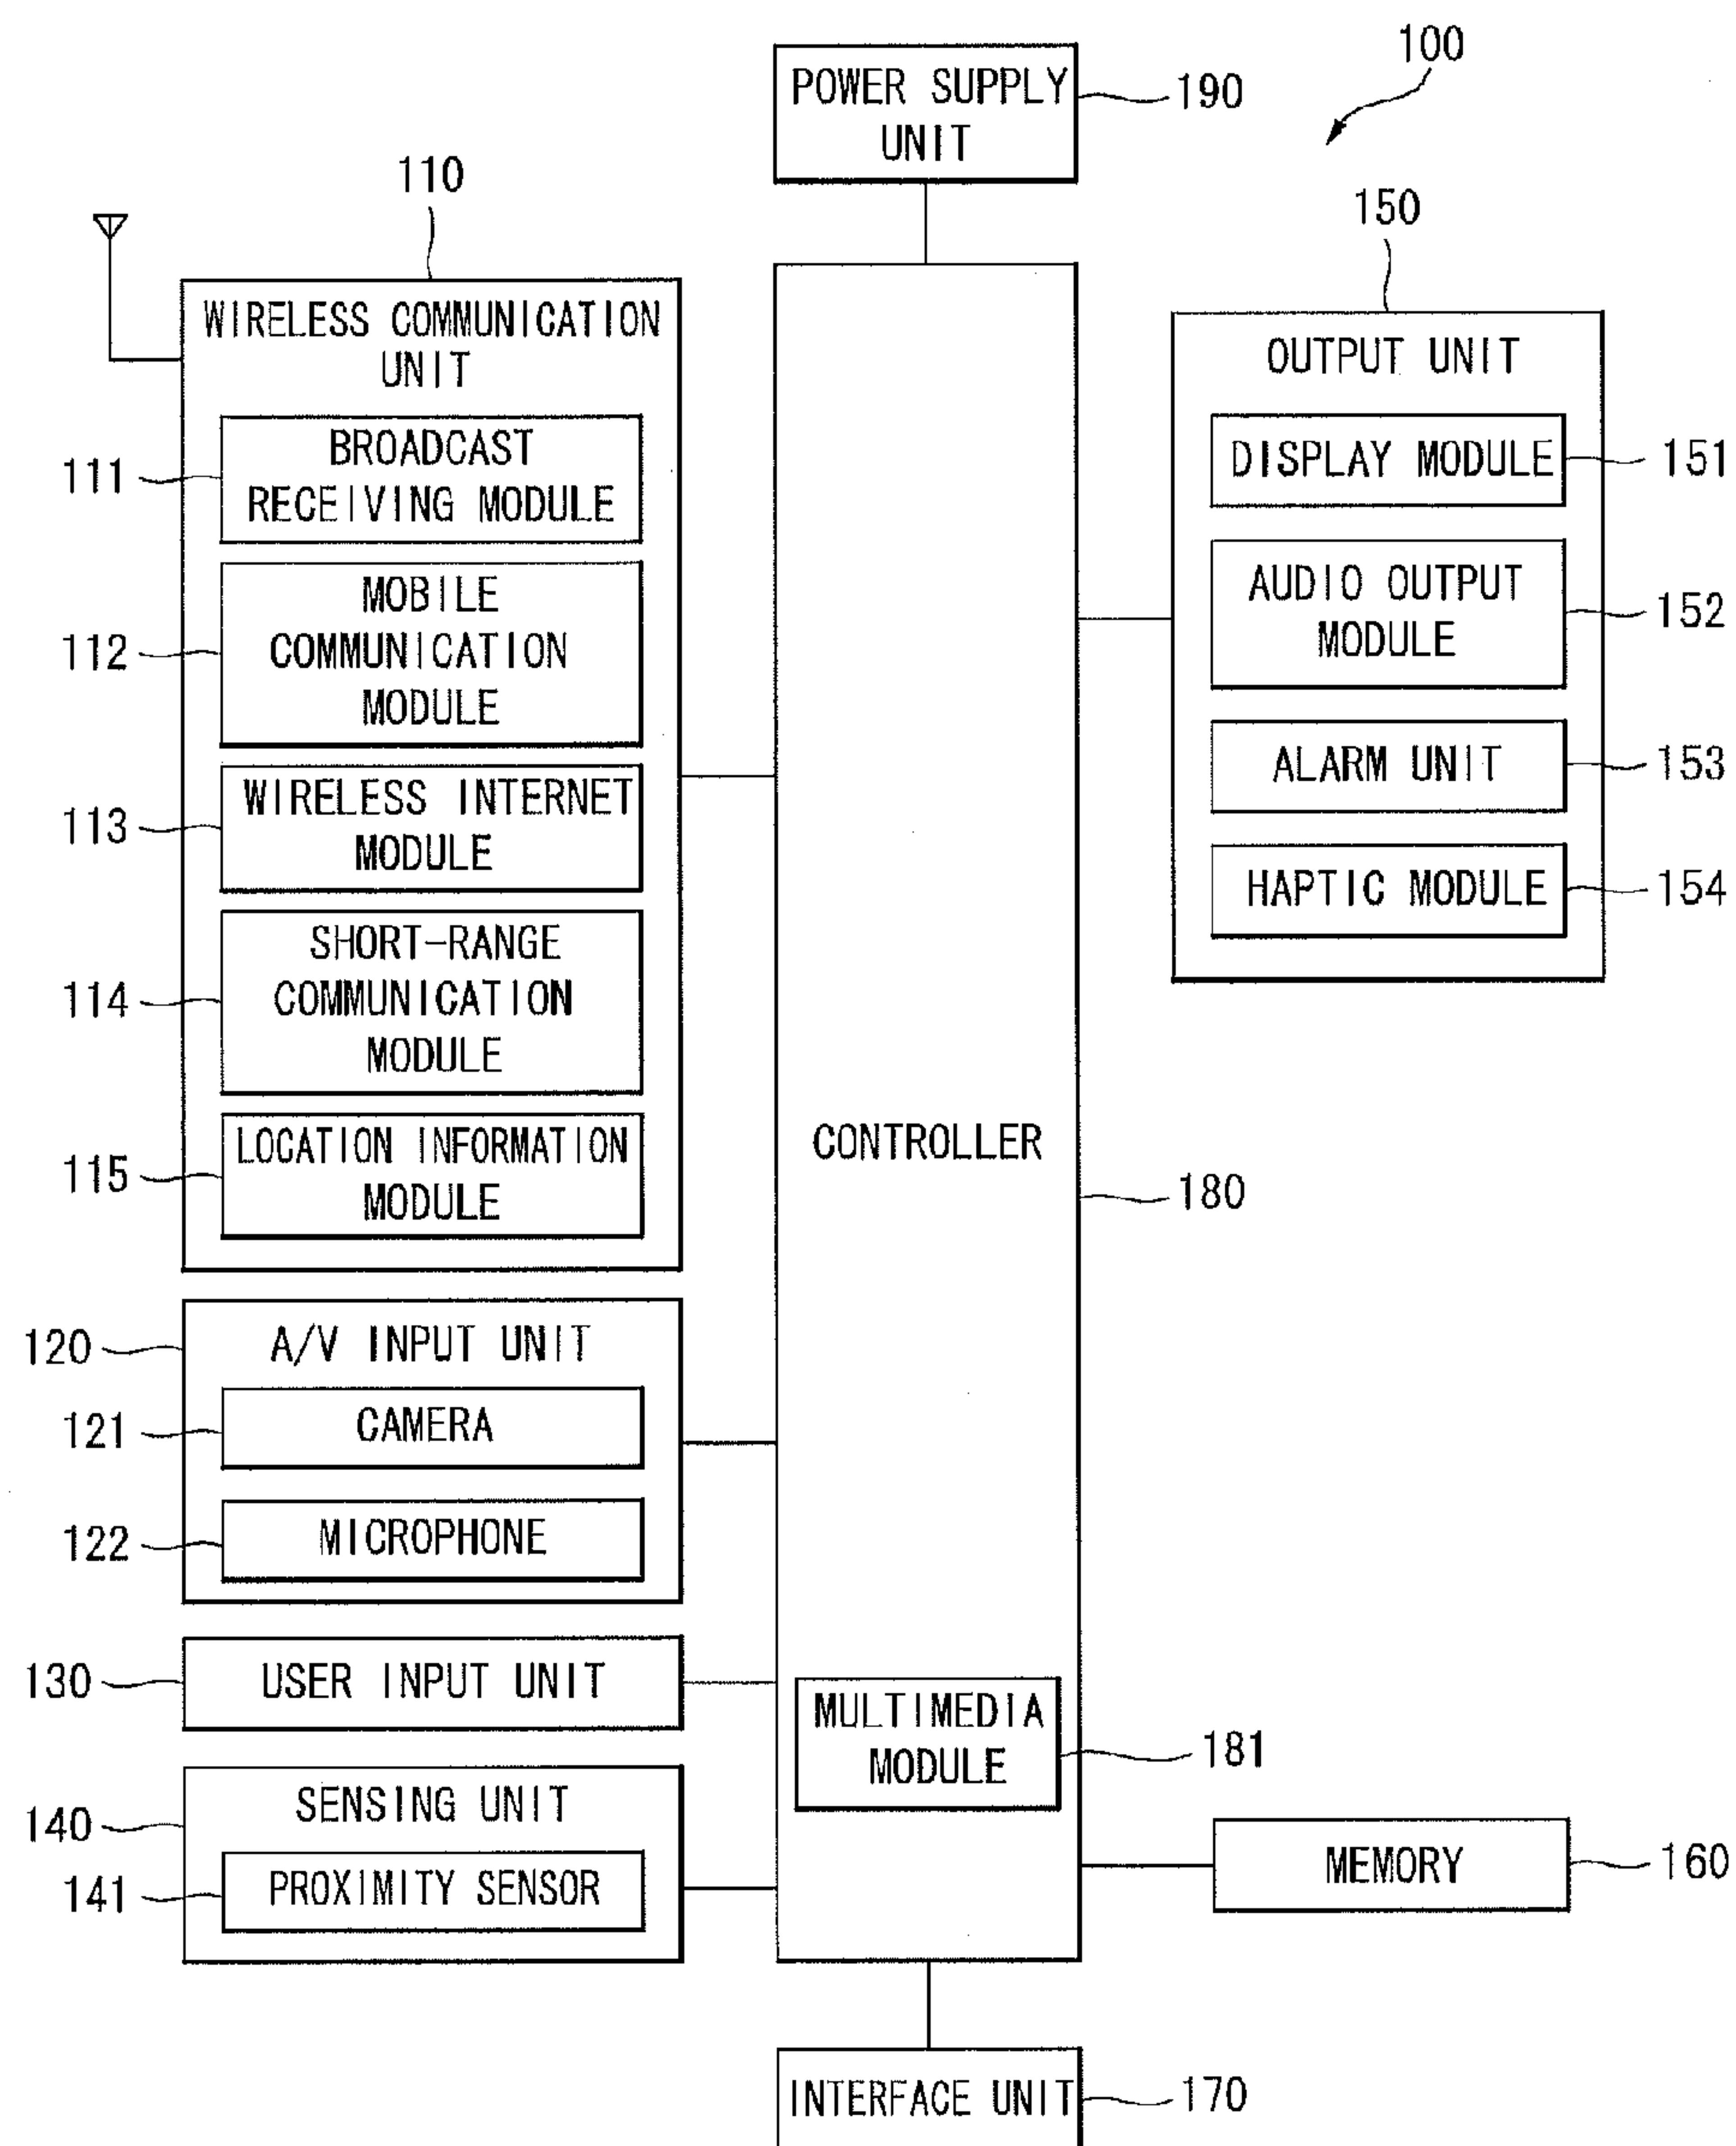 100
POWER SUPPLY
UNIT
190
110
150
WIRELESS COMMUNICATION
UNIT
BROADCAST
RECEIVING MODULE
111
MOBILE
COMMUNICATION
MODULE
112
WIRELESS INTERNET
MODULE
113
SHORT-RANGE
COMMUNICATION
MODULE
114
LOCATION INFORMATION
MODULE
115
OUTPUT UNIT
DISPLAY MODULE
151
AUDIO OUTPUT
MODULE
152
ALARM UNIT
153
HAPTIC MODULE
154
CONTROLLER
180
120
A/V INPUT UNIT
121
CAMERA
122
MICROPHONE
130
USER INPUT UNIT
MULTIMEDIA
MODULE
181
140
SENSING UNIT
141
PROXIMITY SENSOR
MEMORY
160
INTERFACE UNIT
170